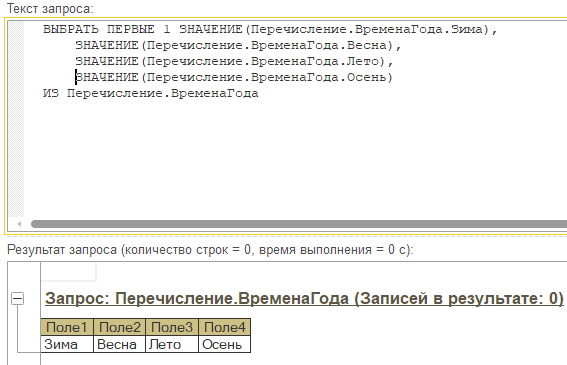 Текст запроса:
ВЫБРАТЬ ПЕРВЫЕ 1 ЗНАЧЕНИЕ(Перечисление.ВременаГода.Зима),
ЗНАЧЕНИЕ(Перечисление.ВременаГода.Весна),
ЗНАЧЕНИЕ(Перечисление.ВременаГода.Лето),
ЗНАЧЕНИЕ(Перечисление.ВременаГода.Осень)
ИЗ Перечисление.ВременаГода
Результат запроса (количество строк = 0, время выполнения = 0 с):
Запрос: Перечисление.ВременаГода (Записей в результате: 0)
Поле1 Поле2 Поле3 Поле4
Зима Весна Лето Осень